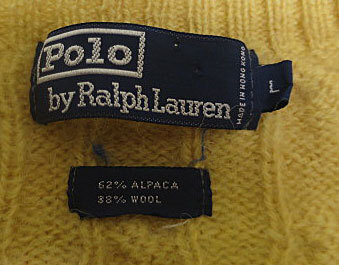 Polo
by Ralph Lauren
MADE IN HONG KONG
L
62% ALPACA
38% WOOL